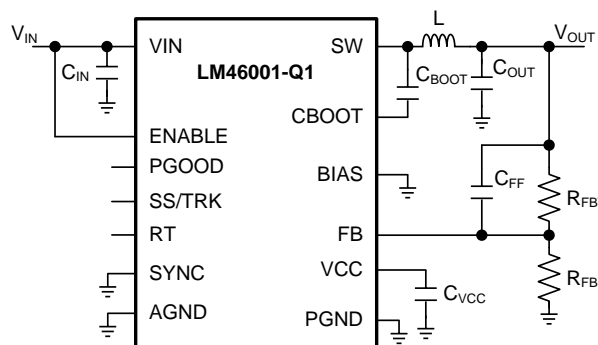 VIN
VIN
CIN
LM46001-Q1
SW
L
VOUT
CBOOT
COUT
CBOOT
ENABLE
PGOOD
BIAS
CFF
RFB
SS/TRK
RT
FB
SYNC
VCC
CVCC
RFB
AGND
PGND